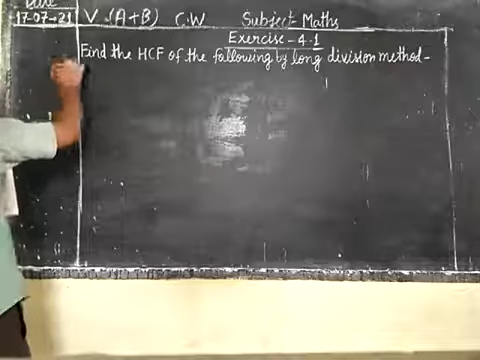 Date
17-07-21 V (A+B) C.W Subject- Maths
Exercise - 4.1
Find the HCF of the following by long division method-